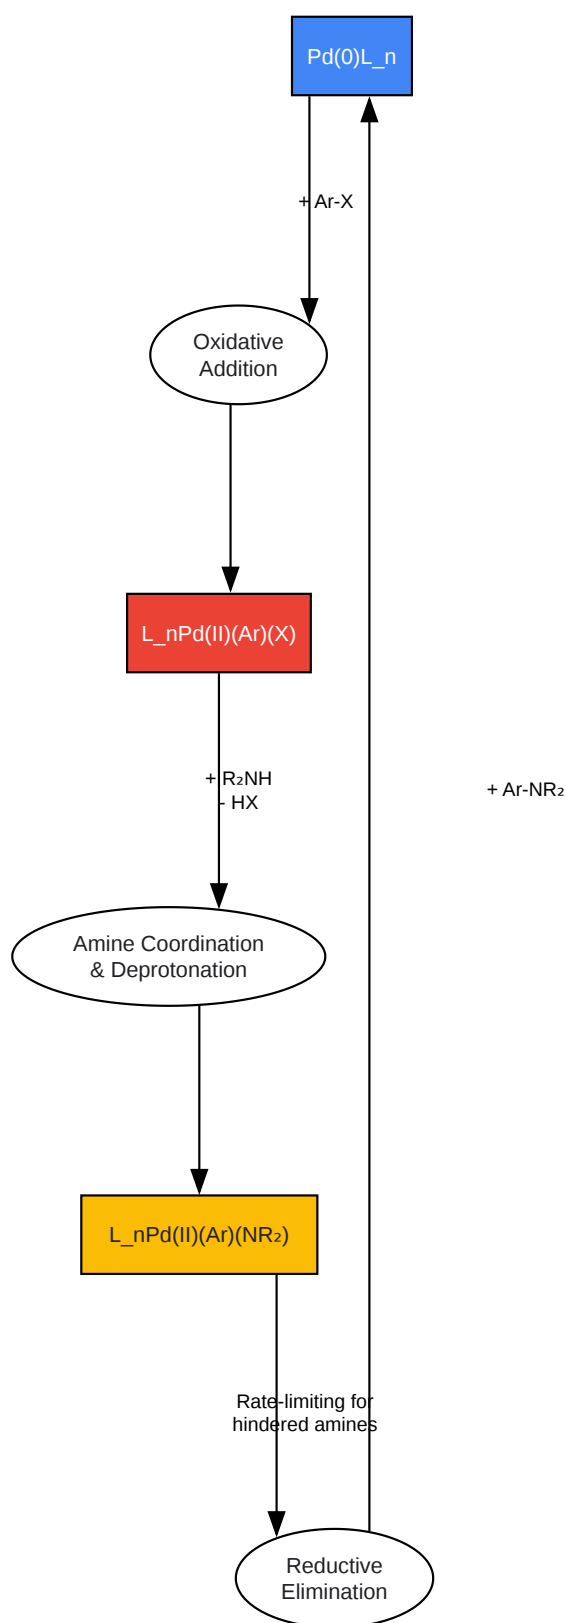 Pd(0)L_n
+ Ar-X
Oxidative
Addition
L_nPd(II)(Ar)(X)
+ R₂NH
- HX
+ Ar-NR₂
Amine Coordination
& Deprotonation
L_nPd(II)(Ar)(NR₂)
Rate-limiting for
hindered amines
Reductive
Elimination